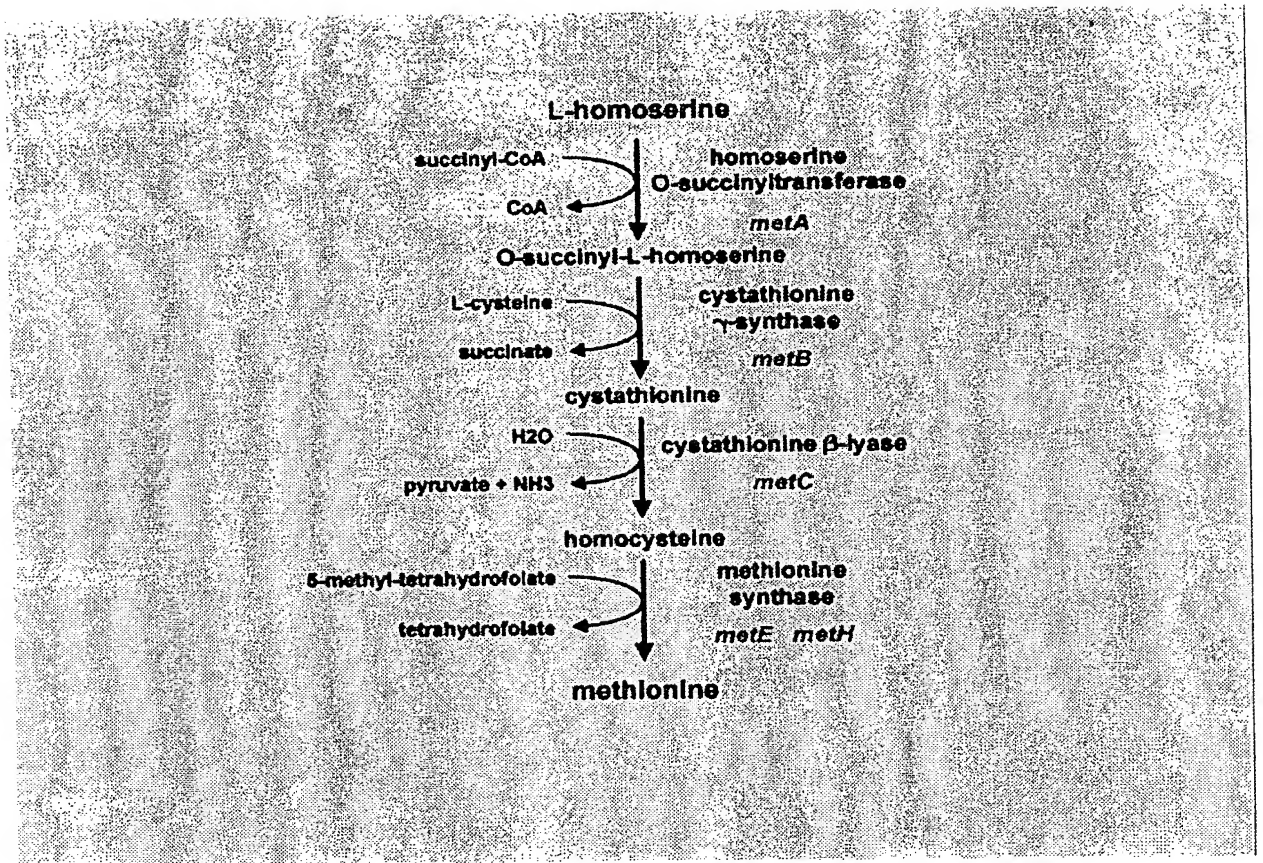 L-homoserine
succinyl-CoA
homoserine
O-succinyltransferase
CoA
metA
O-succinyl-L-homoserine
L-cysteine
cystathionine
γ-synthase
succinate
metB
cystathionine
H2O
cystathionine β-lyase
pyruvate + NH3
metC
homocysteine
5-methyl-tetrahydrofolate
methionine
synthase
tetrahydrofolate
metE metH
methionine